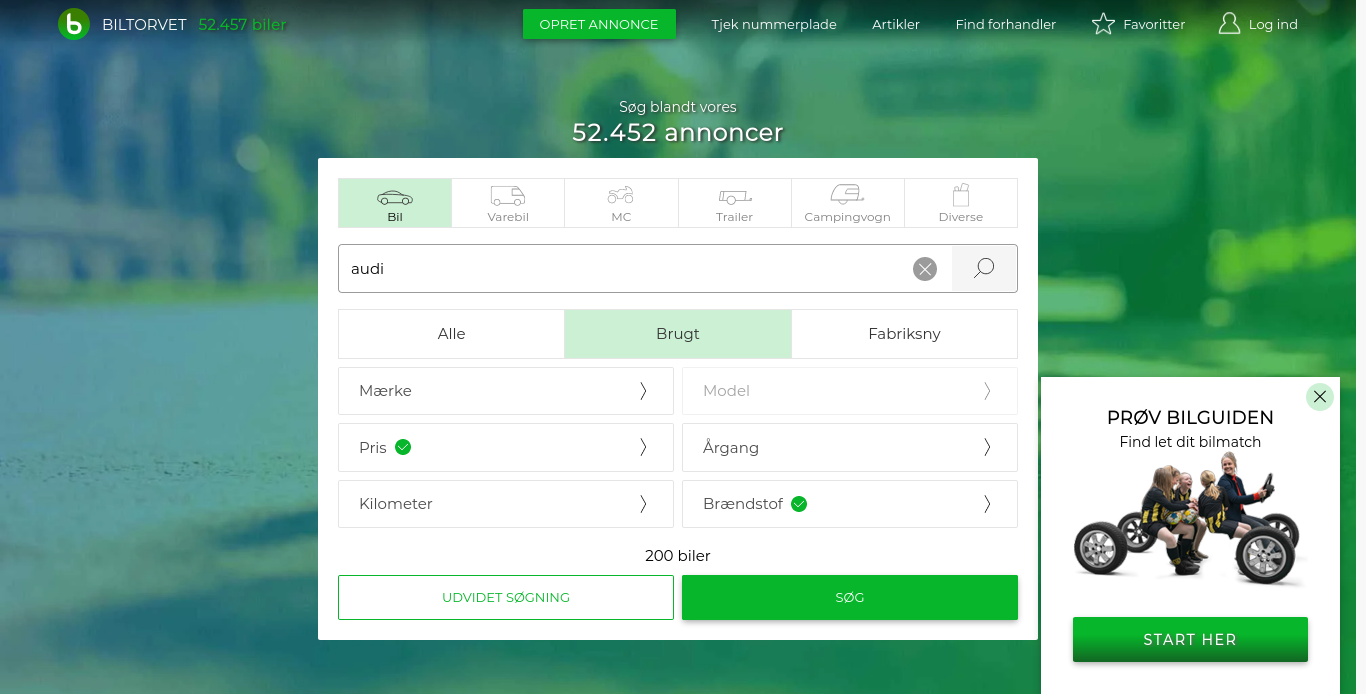 BILTORVET 52.457 biler
OPRET ANNONCE
Tjek nummerplade
Artikler
Find forhandler
Favoritter
Log ind
Søg blandt vores
52.452 annoncer
Bil
Varebil
MC
Trailer
Campingvogn
Diverse
audi
Alle
Brugt
Fabriksny
Mærke
Model
Pris
Årgang
Kilometer
Brændstof
200 biler
UDVIDET SØGNING
SØG
PRØV BILGUIDEN
Find let dit bilmatch
START HER